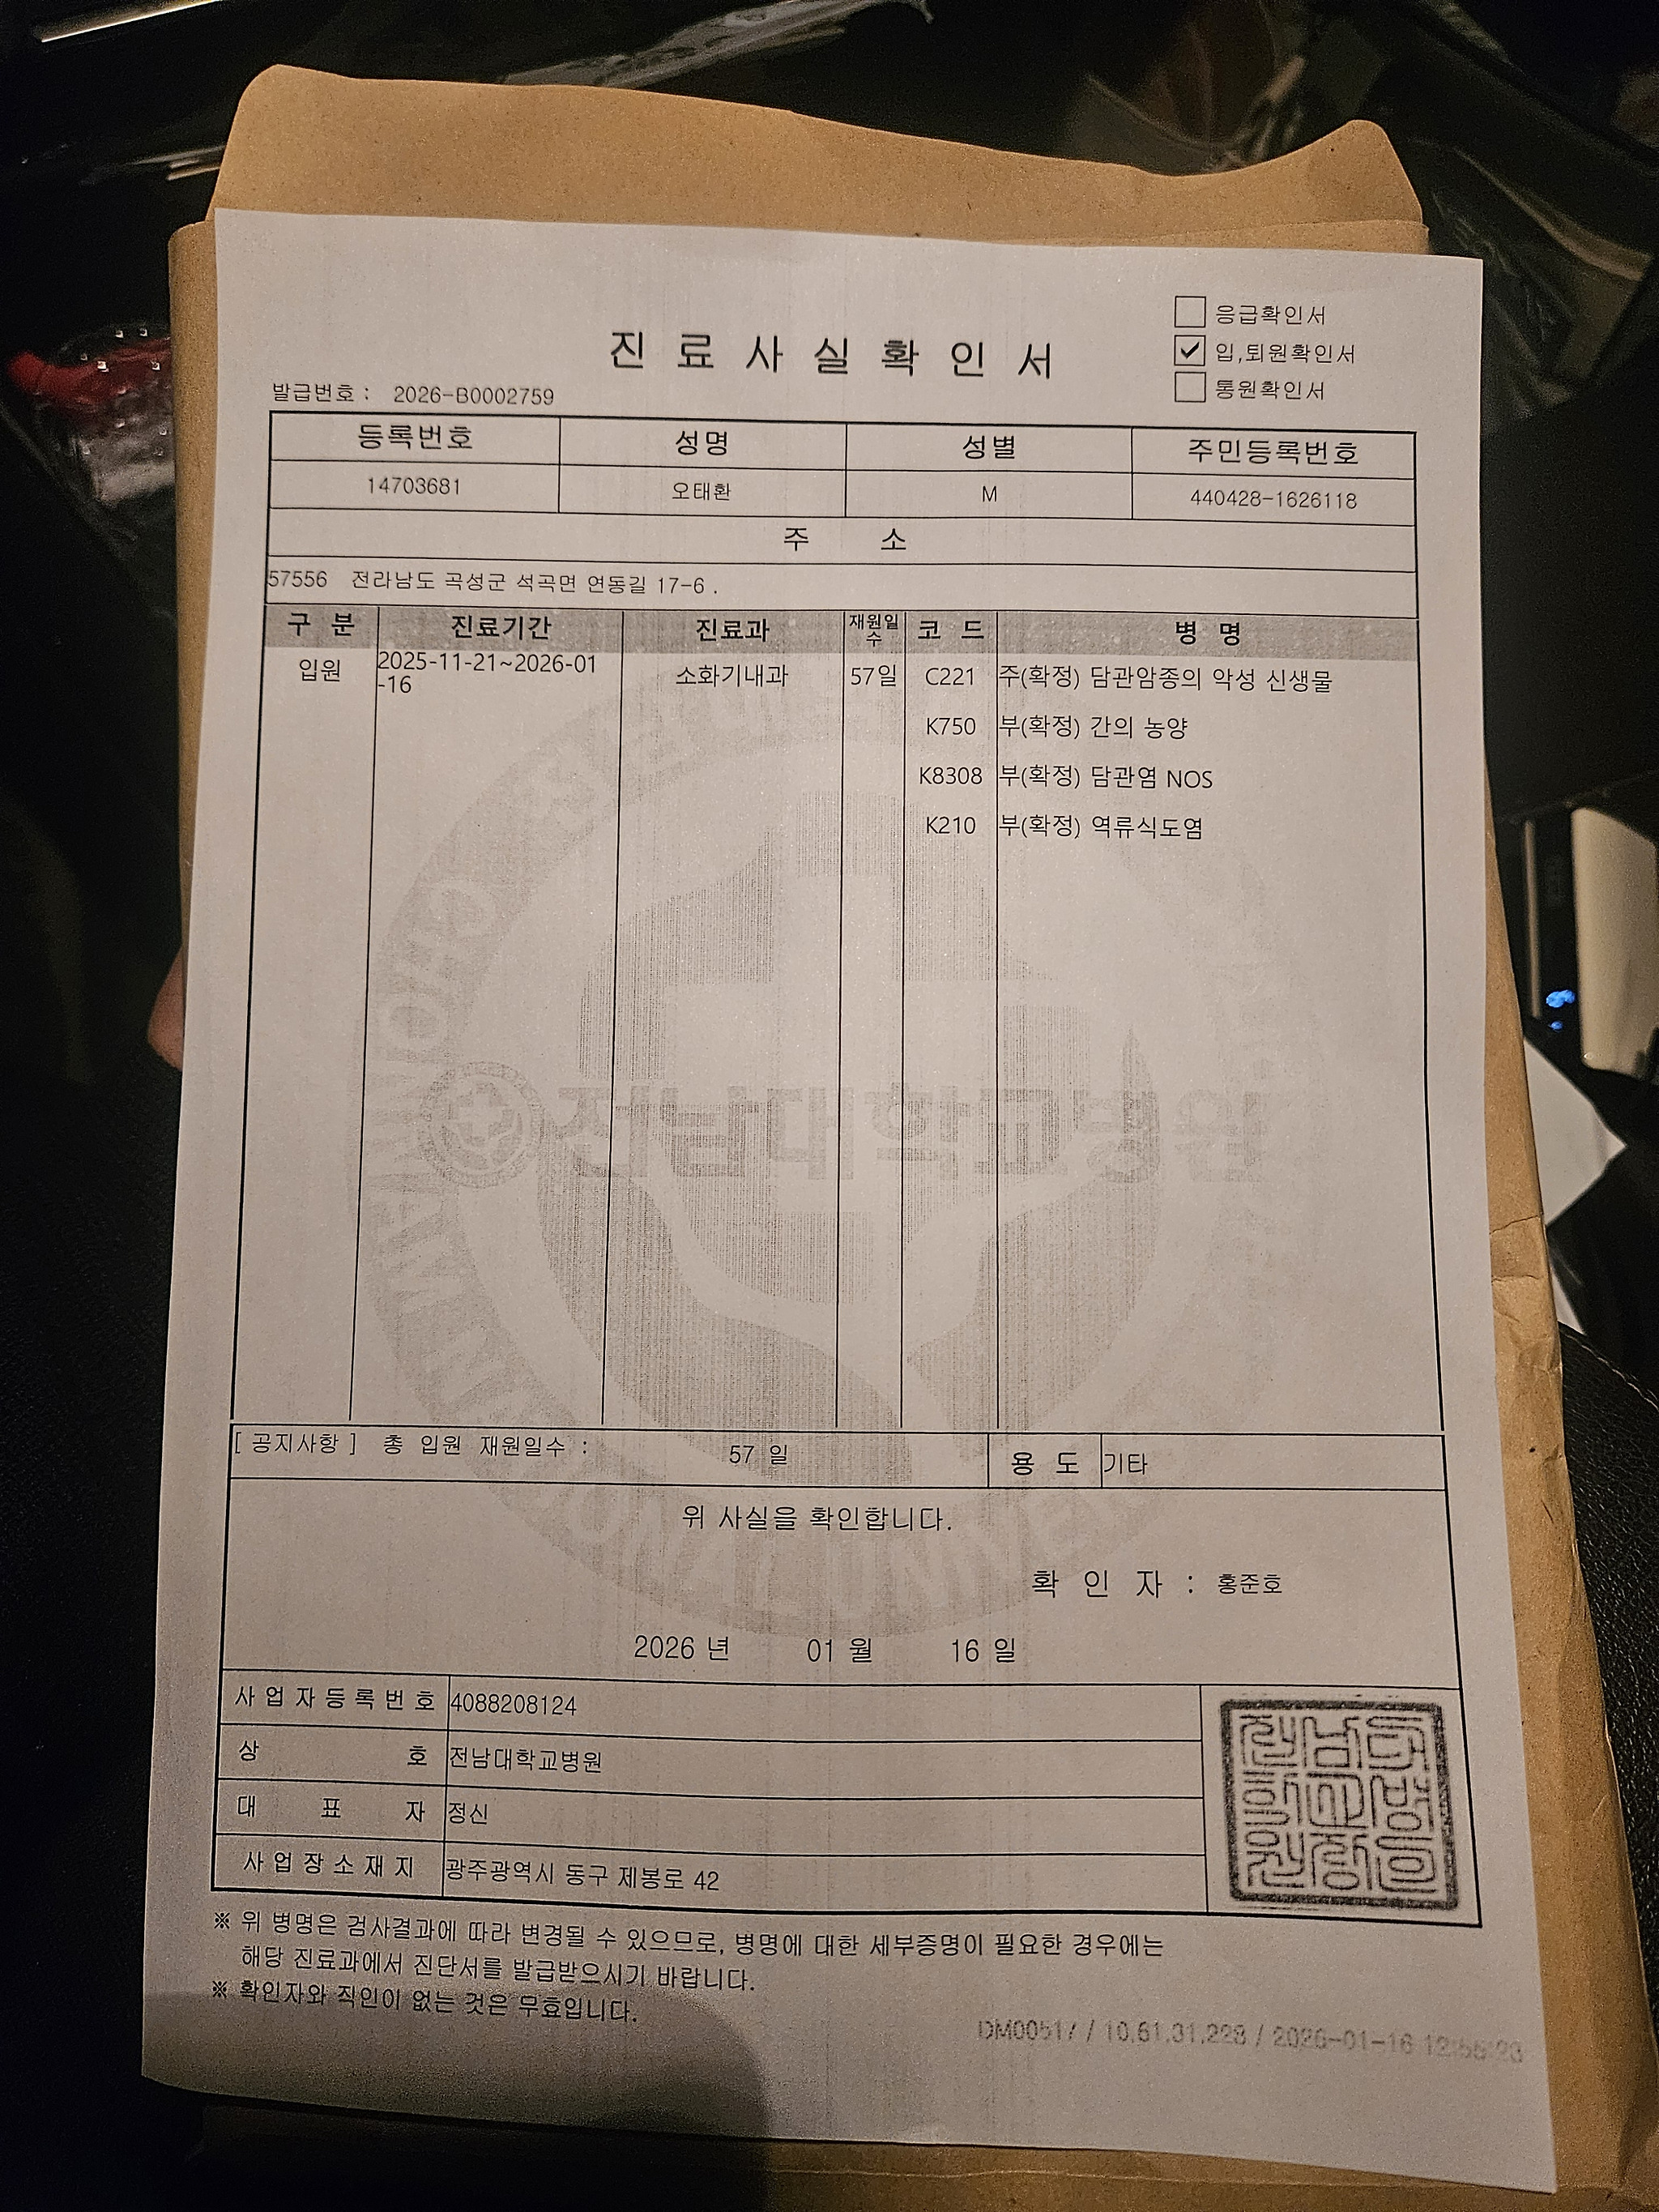 진 료 사 실 확 인 서
응급확인서
입,퇴원확인서
통원확인서
발급번호 : 2026-B0002759
등록번호 성명 성별 주민등록번호
14703681 오태환 M 440428-1626118
주 소
57556 전라남도 곡성군 석곡면 연동길 17-6 .
구 분 진료기간 진료과 재원일수 코 드 병 명
입원 2025-11-21~2026-01-16 소화기내과 57일 C221 주(확정) 담관암종의 악성 신생물
K750 부(확정) 간의 농양
K8308 부(확정) 담관염 NOS
K210 부(확정) 역류식도염
전남대학교병원
[ 공지사항 ] 총 입원 재원일수 : 57 일 용 도 기타
위 사실을 확인합니다.
확 인 자 : 홍준호
2026 년 01 월 16 일
사 업 자 등 록 번 호 4088208124
상 호 전남대학교병원
대 표 자 정신
사 업 장 소 재 지 광주광역시 동구 제봉로 42
※ 위 병명은 검사결과에 따라 변경될 수 있으므로, 병명에 대한 세부증명이 필요한 경우에는
해당 진료과에서 진단서를 발급받으시기 바랍니다.
※ 확인자와 직인이 없는 것은 무효입니다.
DM00517 / 10.61.31.228 / 2026-01-16 12:55:23